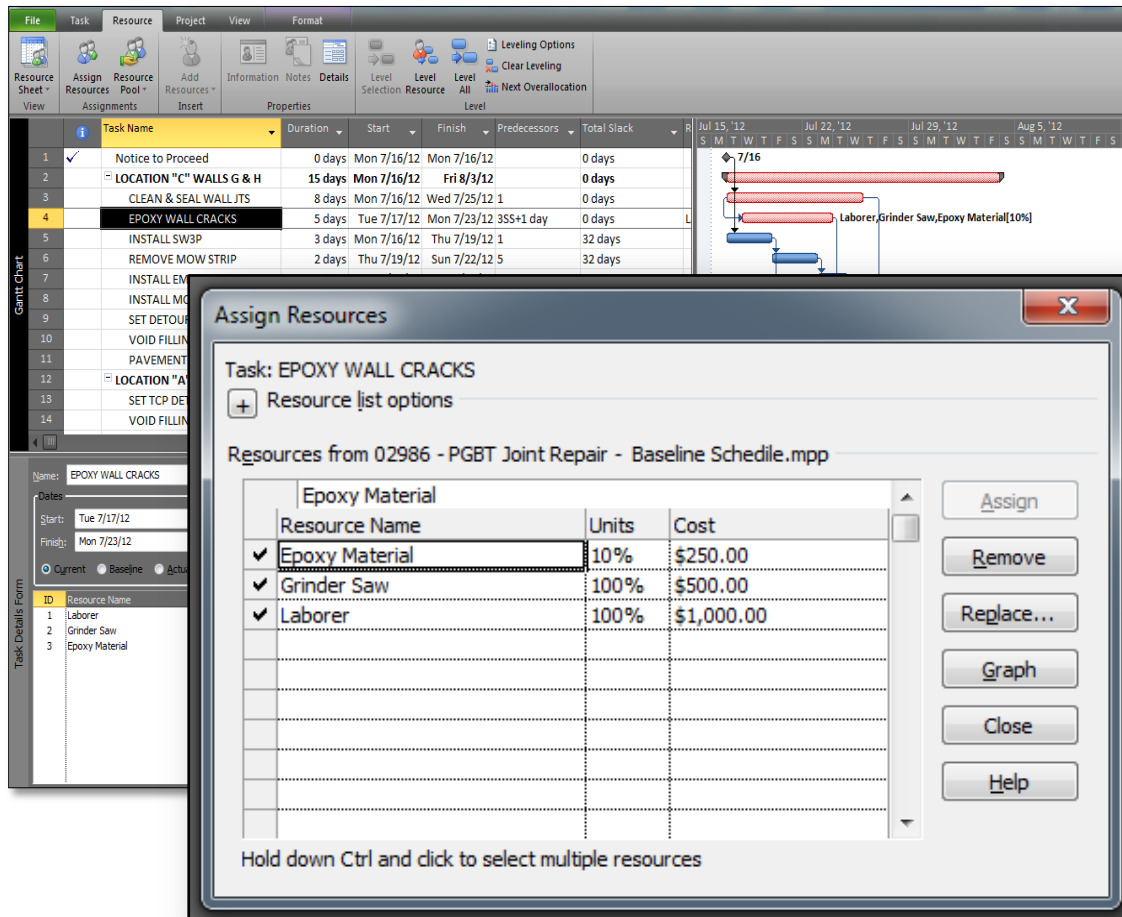 File Task Resource Project View Format
Resource Sheet Assign Resources Resource Pool Add Resources Information Notes Details Level Selection Level Resource Level All Leveling Options
Clear Leveling
Next Overallocation
View Assignments Insert Properties Level
Task Name Duration Start Finish Predecessors Total Slack R Jul 15, '12 Jul 22, '12 Jul 29, '12 Aug 5, '12
S M T W T F S S M T W T F S S M T W T F S S M T W T F S
1 Notice to Proceed 0 days Mon 7/16/12 Mon 7/16/12 0 days 7/16
2 LOCATION "C" WALLS G & H 15 days Mon 7/16/12 Fri 8/3/12 0 days
3 CLEAN & SEAL WALL JTS 8 days Mon 7/16/12 Wed 7/25/12 1 0 days
4 EPOXY WALL CRACKS 5 days Tue 7/17/12 Mon 7/23/12 3SS+1 day 0 days L Laborer,Grinder Saw,Epoxy Material[10%]
5 INSTALL SW3P 3 days Mon 7/16/12 Thu 7/19/12 1 32 days
6 REMOVE MOW STRIP 2 days Thu 7/19/12 Sun 7/22/12 5 32 days
7 INSTALL EM
8 INSTALL MO
9 SET DETOUR
10 VOID FILLIN
11 PAVEMENT
12 LOCATION "A"
13 SET TCP DET
14 VOID FILLIN
Gantt Chart
Name: EPOXY WALL CRACKS
Dates
Start: Tue 7/17/12
Finish: Mon 7/23/12
Current Baseline Actu
ID Resource Name
1 Laborer
2 Grinder Saw
3 Epoxy Material
Task Details Form
Assign Resources X
Task: EPOXY WALL CRACKS
+ Resource list options
Resources from 02986 - PGBT Joint Repair - Baseline Schedile.mpp
Epoxy Material
Resource Name Units Cost
Epoxy Material 10% $250.00
Grinder Saw 100% $500.00
Laborer 100% $1,000.00
Assign
Remove
Replace...
Graph
Close
Help
Hold down Ctrl and click to select multiple resources